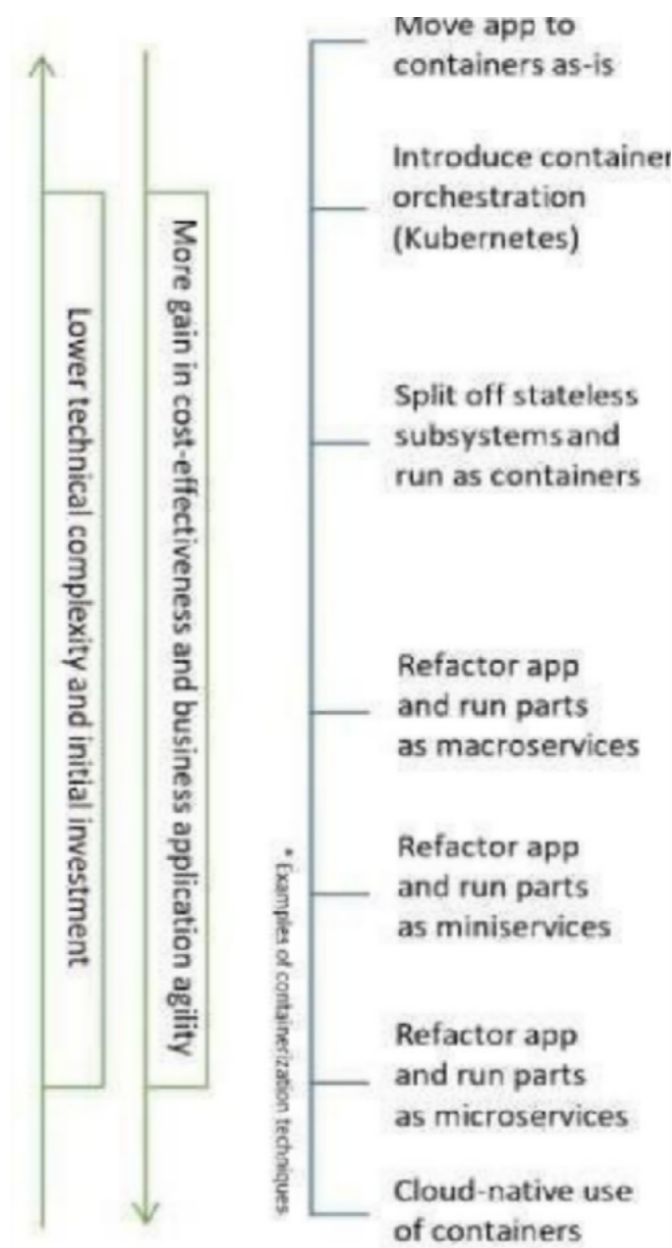 Move app to
containers as-is
Introduce container
orchestration
(Kubernetes)
Split off stateless
subsystems and
run as containers
Refactor app
and run parts
as macroservices
Refactor app
and run parts
as miniservices
Refactor app
and run parts
as microservices
Cloud-native use
of containers
* Examples of containerization techniques.
More gain in cost-effectiveness and business application agility
Lower technical complexity and initial investment